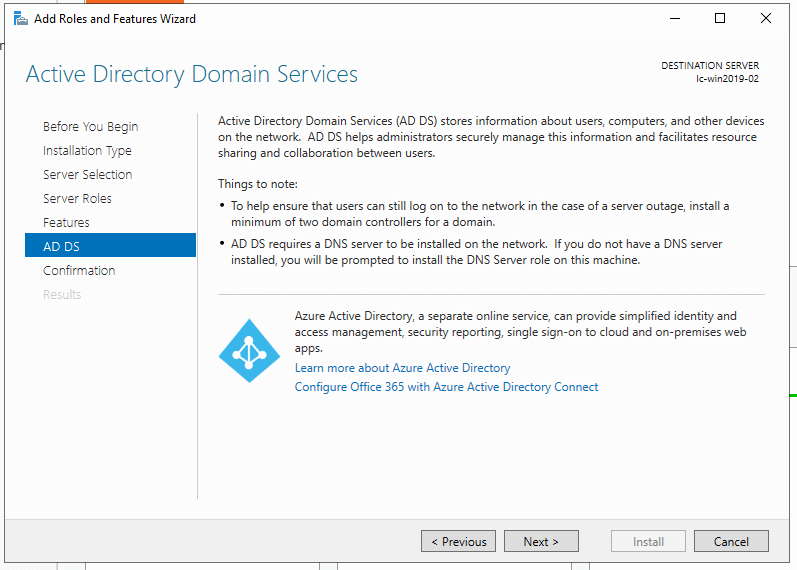 Add Roles and Features Wizard
Active Directory Domain Services
DESTINATION SERVER
lc-win2019-02
Before You Begin
Installation Type
Server Selection
Server Roles
Features
AD DS
Confirmation
Results
Active Directory Domain Services (AD DS) stores information about users, computers, and other devices
on the network.  AD DS helps administrators securely manage this information and facilitates resource
sharing and collaboration between users.
Things to note:
• To help ensure that users can still log on to the network in the case of a server outage, install a
minimum of two domain controllers for a domain.
• AD DS requires a DNS server to be installed on the network.  If you do not have a DNS server
installed, you will be prompted to install the DNS Server role on this machine.
Azure Active Directory, a separate online service, can provide simplified identity and
access management, security reporting, single sign-on to cloud and on-premises web
apps.
Learn more about Azure Active Directory
Configure Office 365 with Azure Active Directory Connect
< Previous
Next >
Install
Cancel